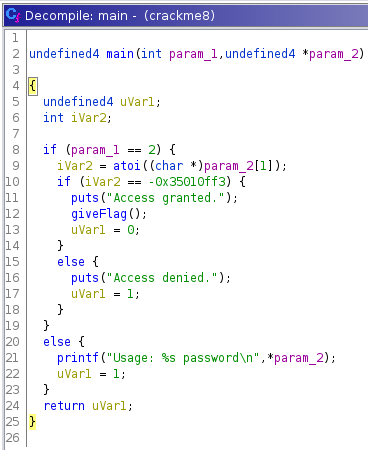 Decompile: main - (crackme8)
1
2 undefined4 main(int param_1,undefined4 *param_2)
3
4 {
5 undefined4 uVar1;
6 int iVar2;
7
8 if (param_1 == 2) {
9 iVar2 = atoi((char *)param_2[1]);
10 if (iVar2 == -0x35010ff3) {
11 puts("Access granted.");
12 giveFlag();
13 uVar1 = 0;
14 }
15 else {
16 puts("Access denied.");
17 uVar1 = 1;
18 }
19 }
20 else {
21 printf("Usage: %s password\n",*param_2);
22 uVar1 = 1;
23 }
24 return uVar1;
25 }
26